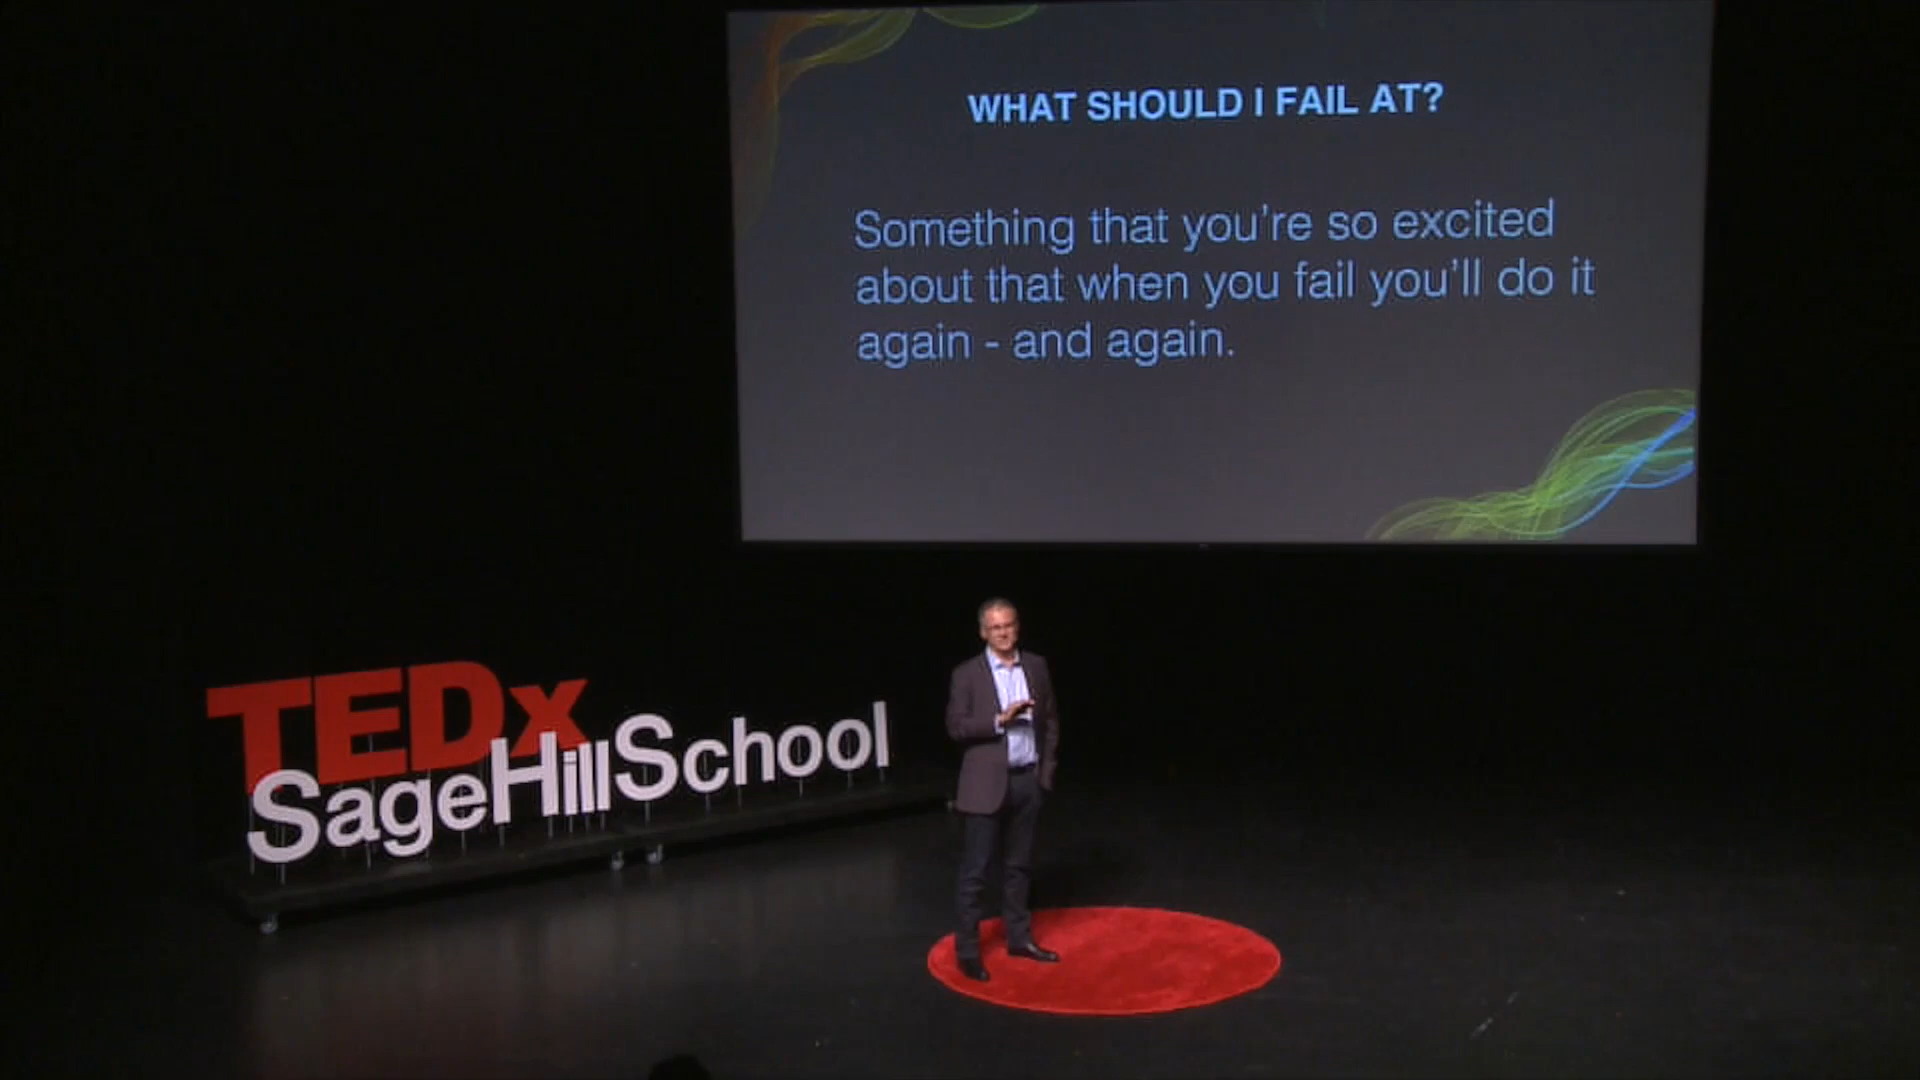 WHAT SHOULD I FAIL AT?
Something that you're so excited
about that when you fail you'll do it
again - and again.
TEDx
SageHillSchool